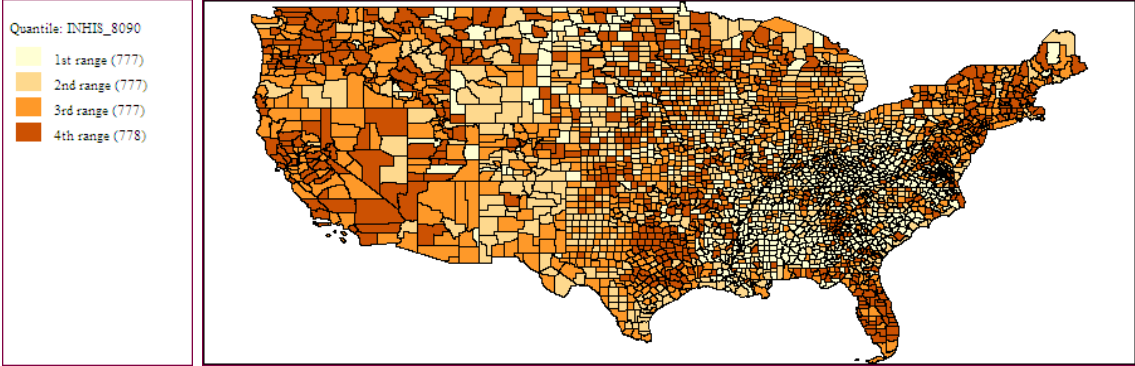 Quantile: INHIS_8090
1st range (777)
2nd range (777)
3rd range (777)
4th range (778)